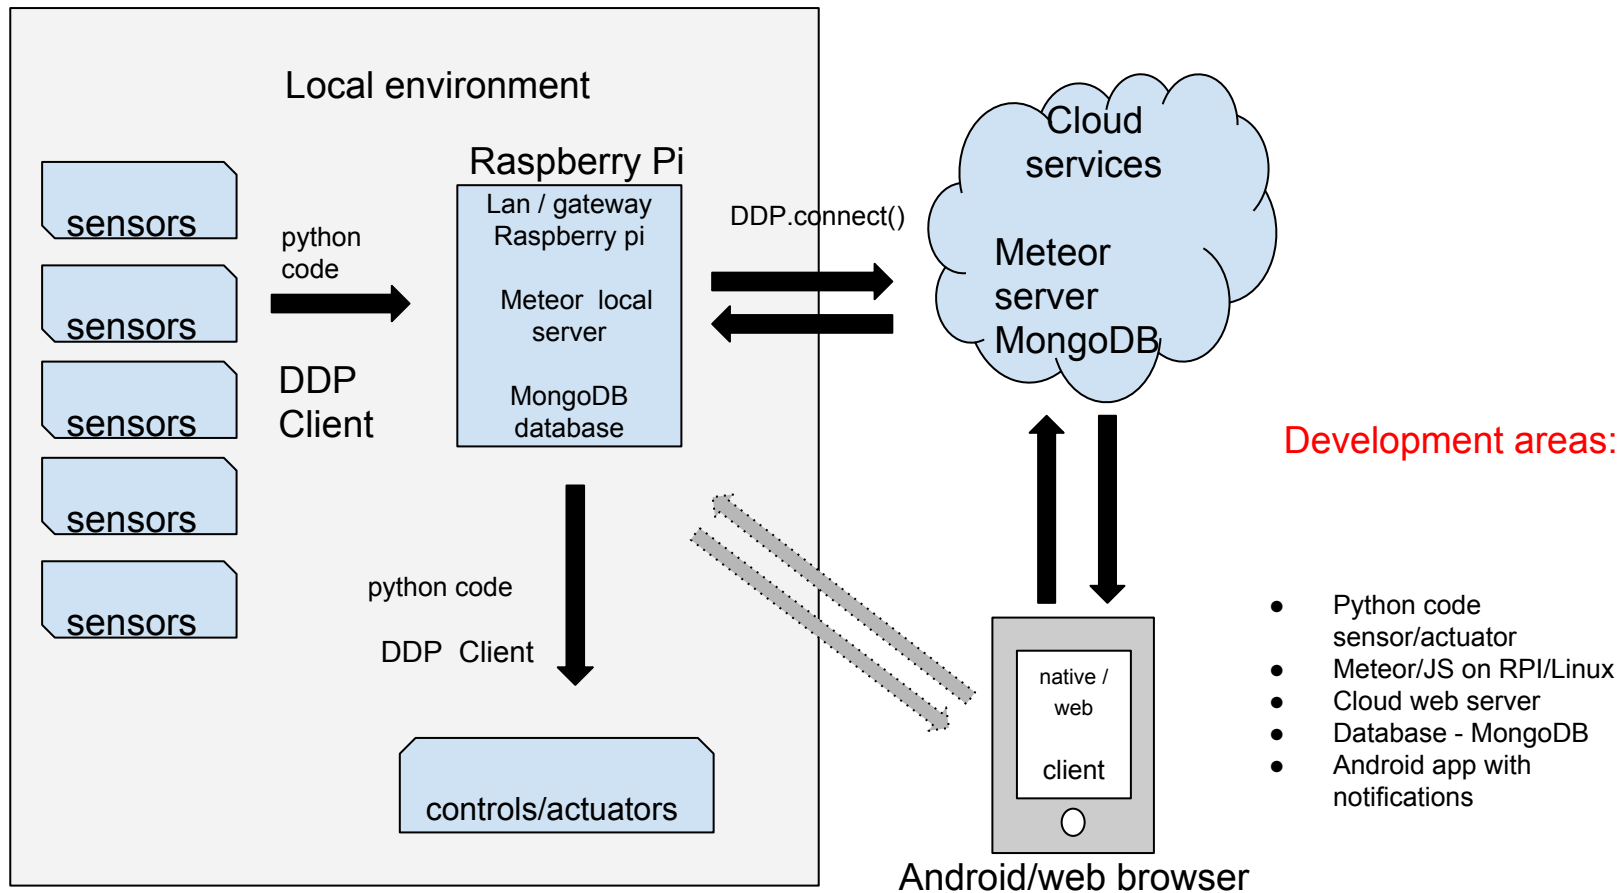 Local environment
sensors
sensors
sensors
sensors
sensors
python
code
DDP
Client
Raspberry Pi
Lan / gateway
Raspberry pi
Meteor local
server
MongoDB
database
python code
DDP Client
controls/actuators
DDP.connect()
Cloud
services
Meteor
server
MongoDB
native /
web
client
Android/web browser
Development areas:
● Python code
sensor/actuator
● Meteor/JS on RPI/Linux
● Cloud web server
● Database - MongoDB
● Android app with
notifications